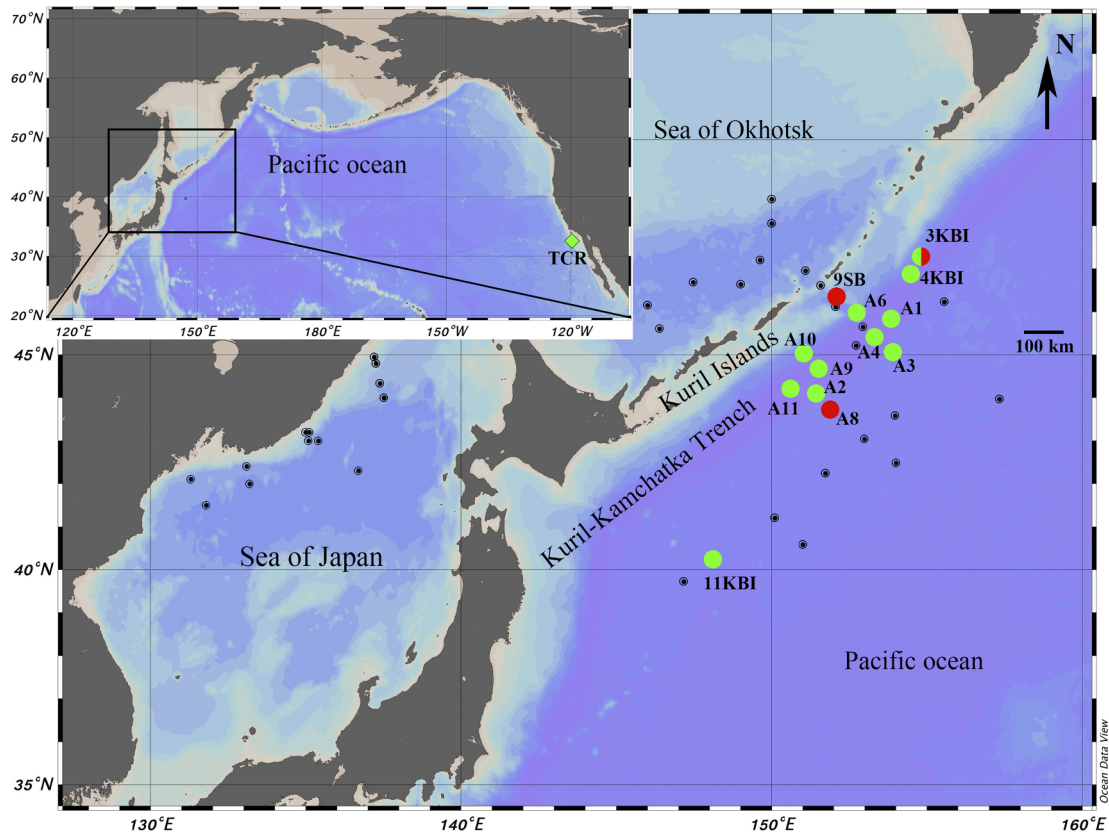 70°N
60°N
50°N
40°N
30°N
20°N
120°E
150°E
180°E
150°W
120°W
Pacific ocean
TCR
N
Sea of Okhotsk
3KBI
4KBI
9SB
A6
A1
A10
A4
A3
100 km
A9
A2
A11
A8
Kuril Islands
Kuril-Kamchatka Trench
Sea of Japan
11KBI
Pacific ocean
45°N
40°N
35°N
130°E
140°E
150°E
160°E
Ocean Data View